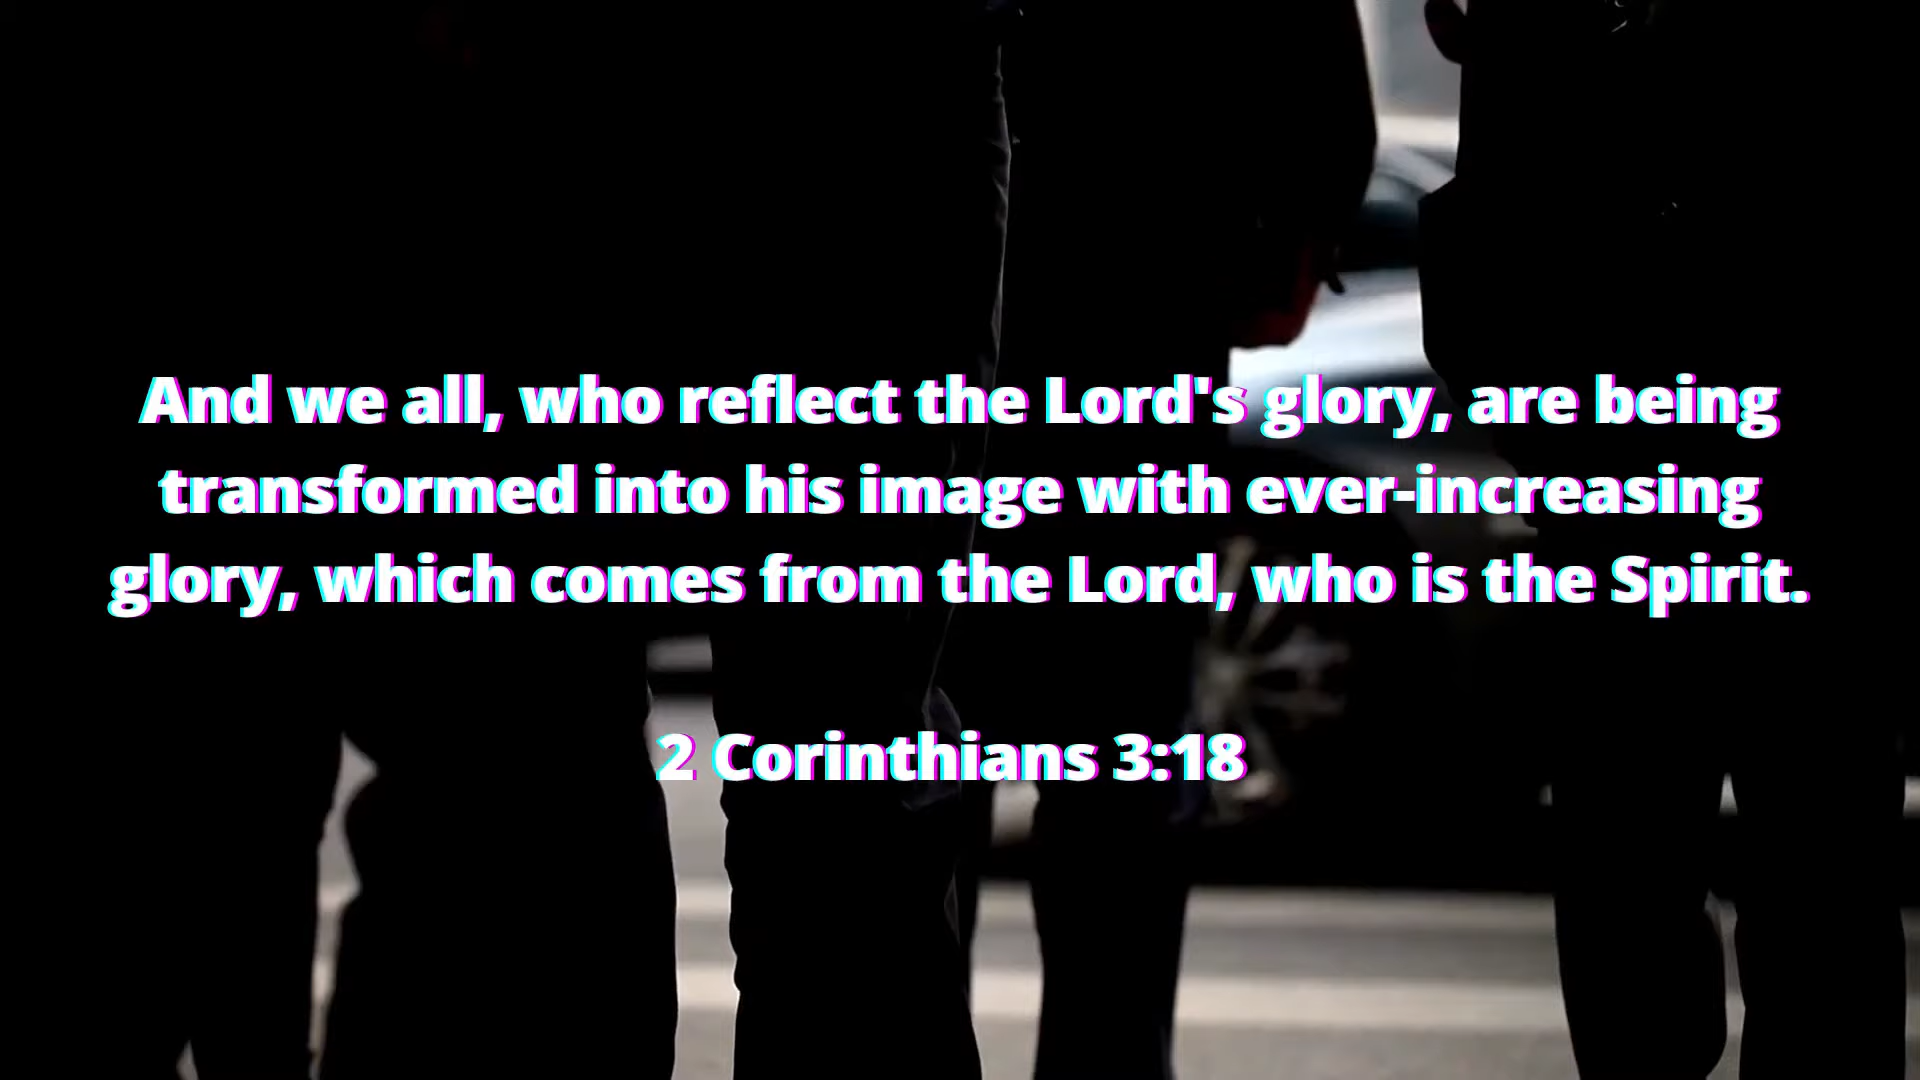 And we all, who reflect the Lord's glory, are being
transformed into his image with ever-increasing
glory, which comes from the Lord, who is the Spirit.
2 Corinthians 3:18